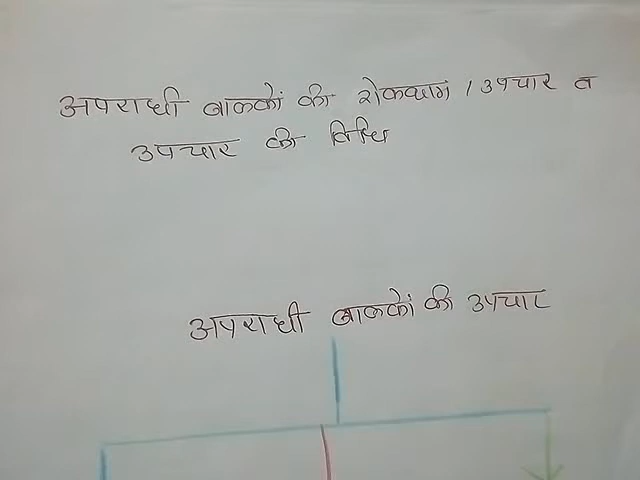 अपराधी बालकों की रोकथाम / उपचार व
उपचार की विधि
अपराधी बालकों की उपचार